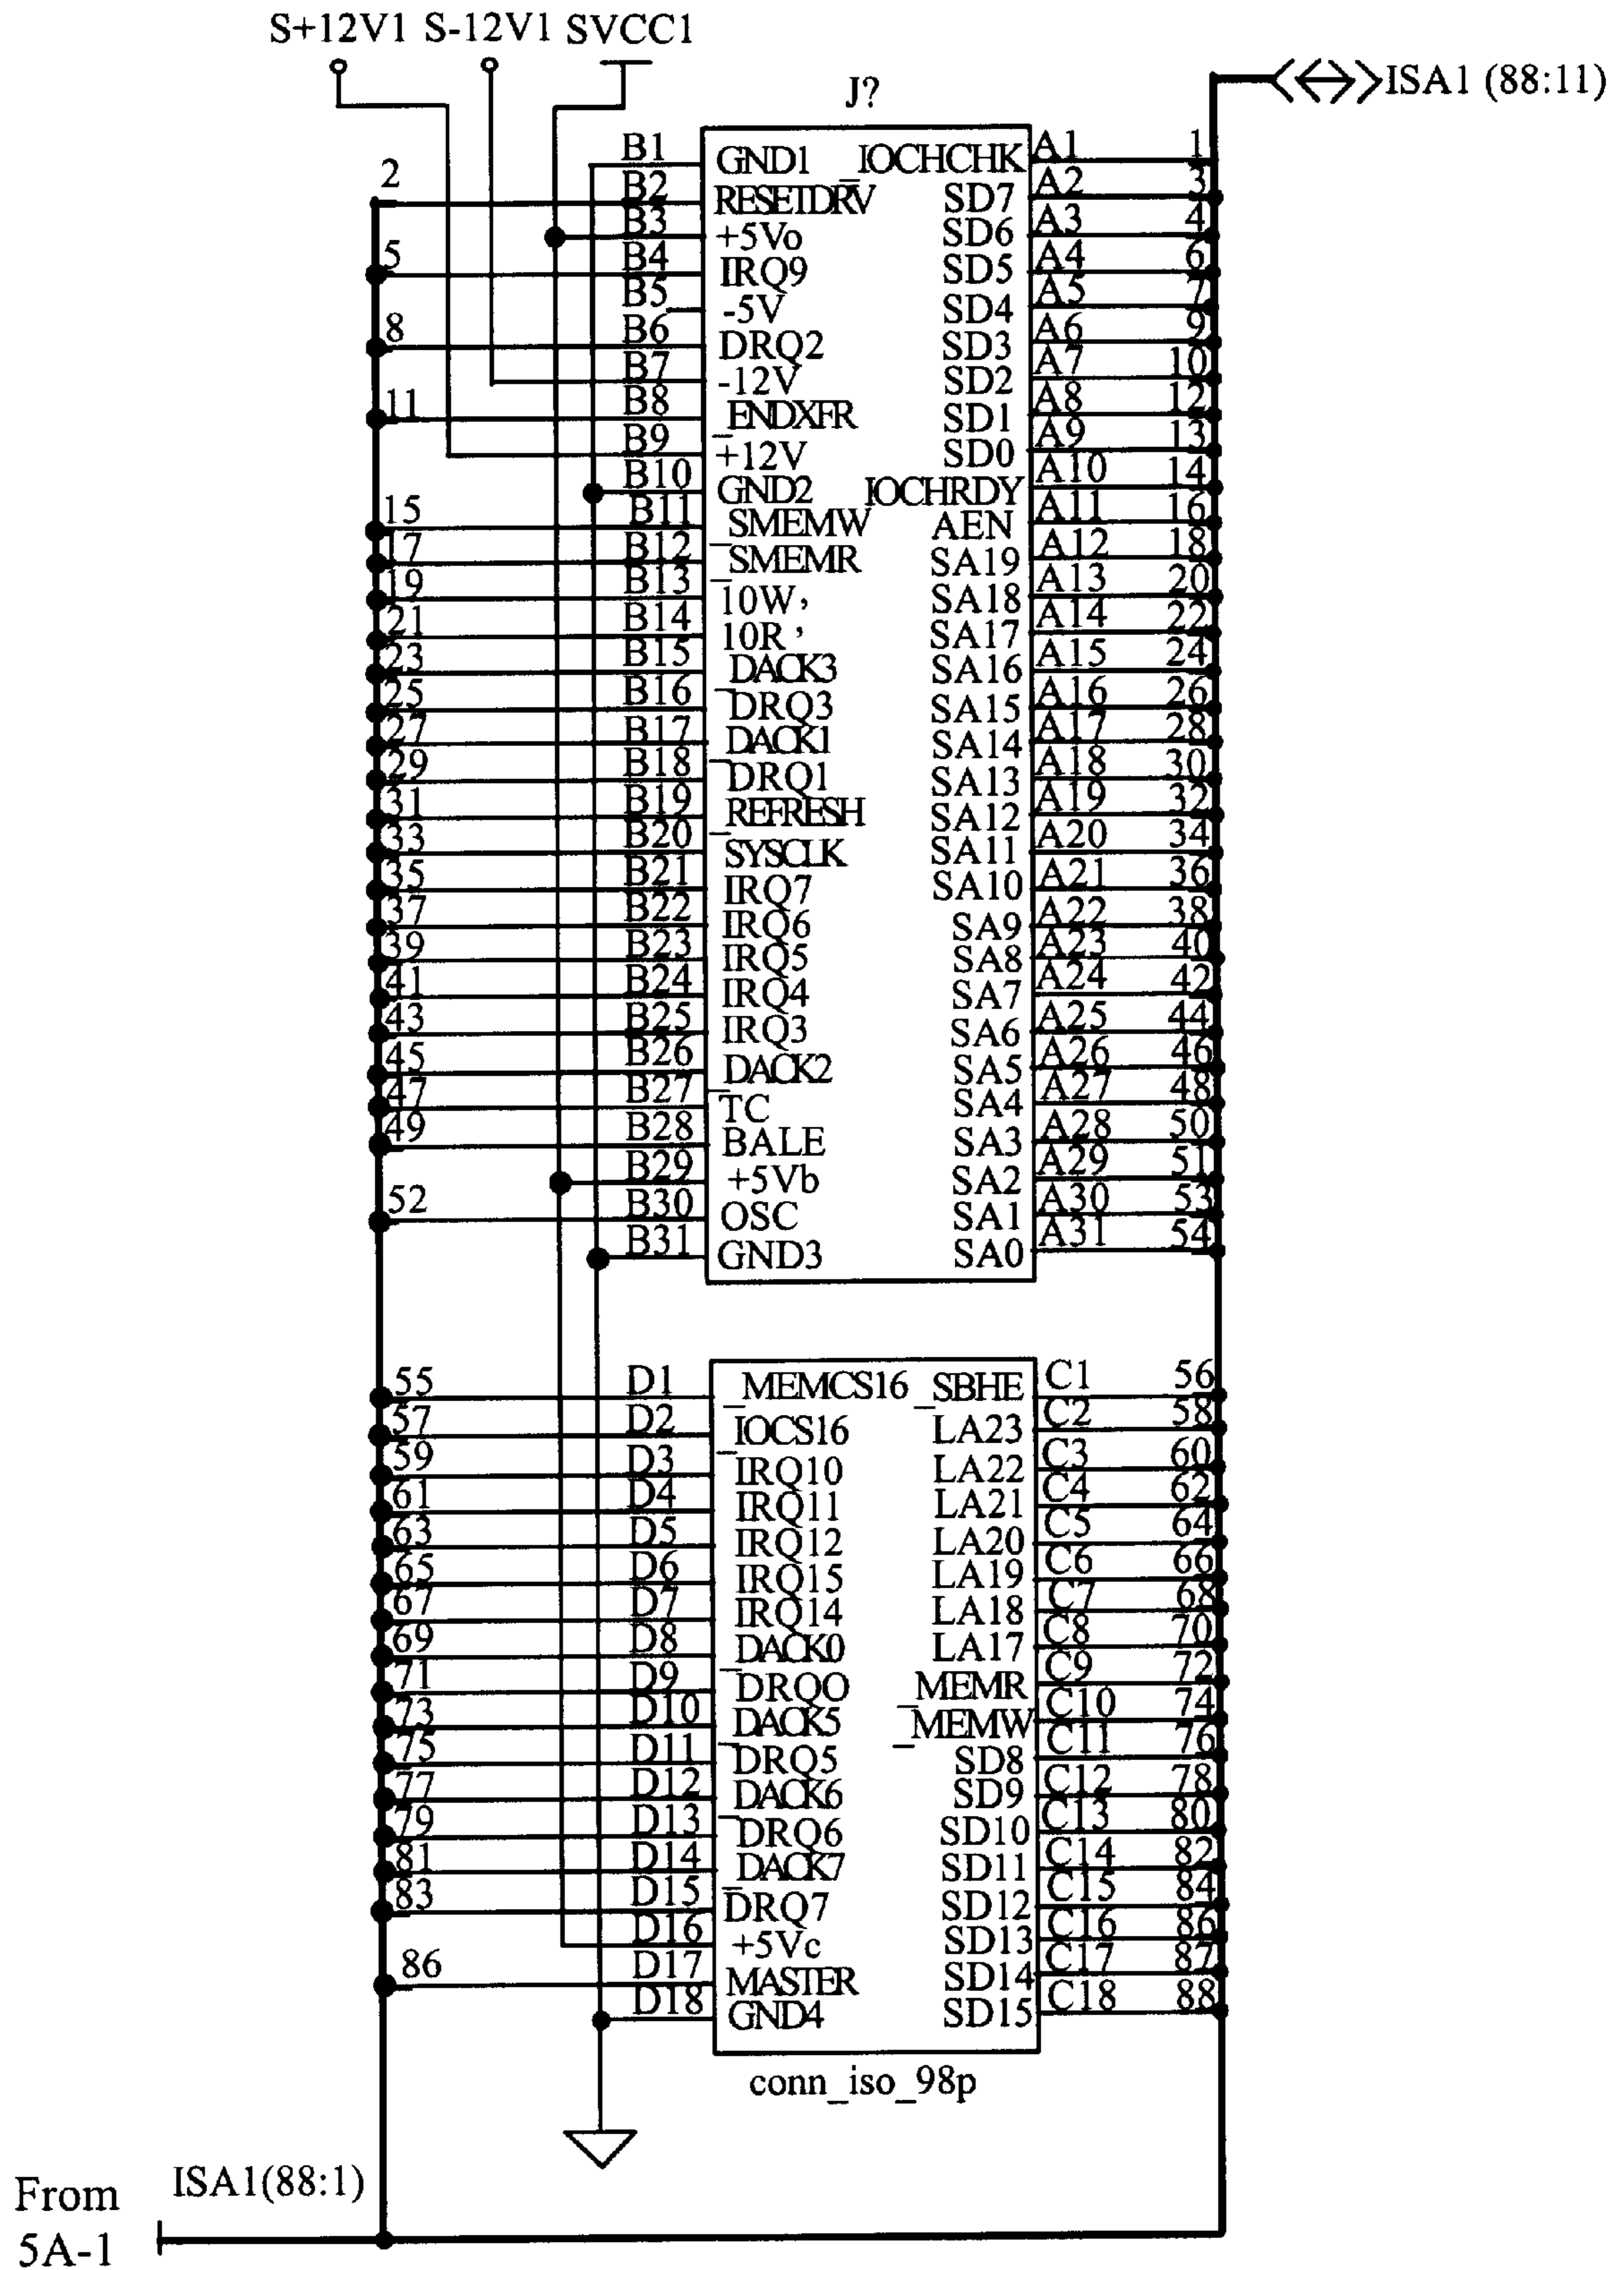 S+12V1 S-12V1 SVCC1
ISA1 (88:11)
J?
B1 GND1 _IOCHCHK A1 1
2 B2 RESETDRV SD7 A2 3
B3 +5Vo SD6 A3 4
5 B4 IRQ9 SD5 A4 6
B5 -5V SD4 A5 7
8 B6 DRQ2 SD3 A6 9
B7 -12V SD2 A7 10
11 B8 _ENDXFR SD1 A8 12
B9 +12V SD0 A9 13
B10 GND2 IOCHRDY A10 14
15 B11 SMEMW AEN A11 16
17 B12 _SMEMR SA19 A12 18
19 B13 _10W, SA18 A13 20
21 B14 10R ' SA17 A14 22
23 B15 DACK3 SA16 A15 24
25 B16 _DRQ3 SA15 A16 26
27 B17 DACK1 SA14 A17 28
29 B18 _DRQ1 SA13 A18 30
31 B19 REFRESH SA12 A19 32
33 B20 _SYSCLK SA11 A20 34
35 B21 IRQ7 SA10 A21 36
37 B22 IRQ6 SA9 A22 38
39 B23 IRQ5 SA8 A23 40
41 B24 IRQ4 SA7 A24 42
43 B25 IRQ3 SA6 A25 44
45 B26 DACK2 SA5 A26 46
47 B27 _TC SA4 A27 48
49 B28 BALE SA3 A28 50
B29 +5Vb SA2 A29 51
52 B30 OSC SA1 A30 53
B31 GND3 SA0 A31 54
55 D1 _MEMCS16 _SBHE C1 56
57 D2 _IOCS16 LA23 C2 58
59 D3 _IRQ10 LA22 C3 60
61 D4 IRQ11 LA21 C4 62
63 D5 IRQ12 LA20 C5 64
65 D6 IRQ15 LA19 C6 66
67 D7 IRQ14 LA18 C7 68
69 D8 DACK0 LA17 C8 70
71 D9 _DRQO _MEMR C9 72
73 D10 DACK5 _MEMW C10 74
75 D11 _DRQ5 SD8 C11 76
77 D12 DACK6 SD9 C12 78
79 D13 _DRQ6 SD10 C13 80
81 D14 DACK7 SD11 C14 82
83 D15 _DRQ7 SD12 C15 84
D16 +5Vc SD13 C16 86
86 D17 MASTER SD14 C17 87
D18 GND4 SD15 C18 88
conn_iso_98p
ISA1(88:1)
From
5A-1